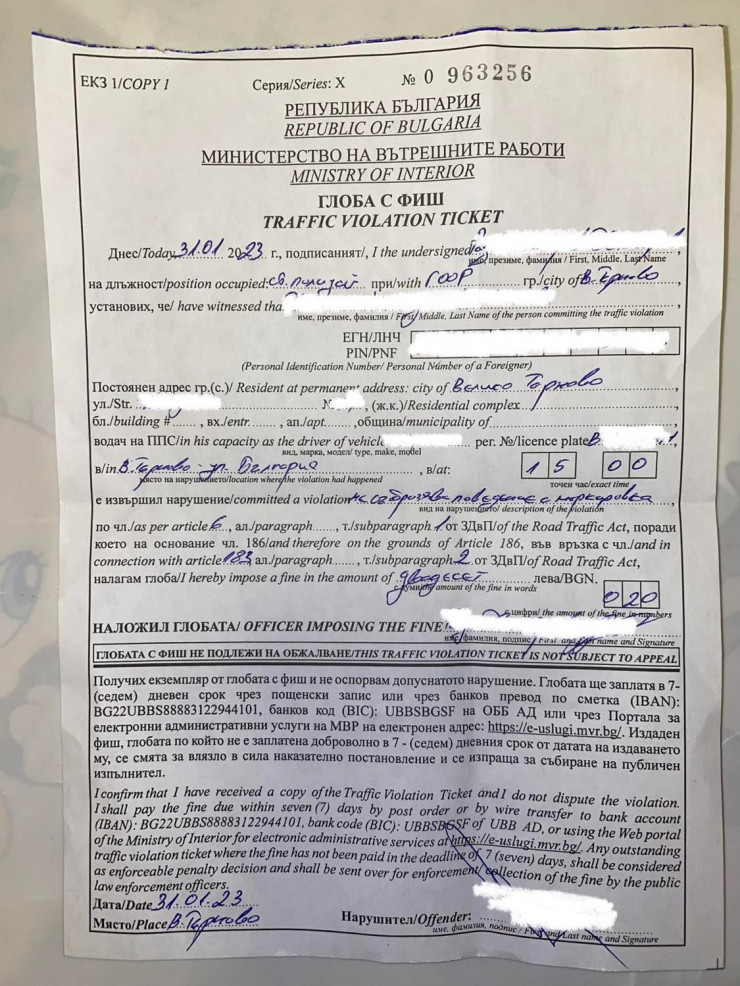 ЕКЗ 1/COPY 1 Серия/Series: X № 0 963256
РЕПУБЛИКА БЪЛГАРИЯ
REPUBLIC OF BULGARIA
МИНИСТЕРСТВО НА ВЪТРЕШНИТЕ РАБОТИ
MINISTRY OF INTERIOR
ГЛОБА С ФИШ
TRAFFIC VIOLATION TICKET
Днес/Today 31.01 2023 г., подписаният/, I the undersigned
име, презиме, фамилия / First, Middle, Last Name
на длъжност/position occupied: мл. полицай при/with ГООР гр./city of В. Търново
установих, че/ have witnessed that
име, презиме, фамилия / First, Middle, Last Name of the person committing the traffic violation
ЕГН/ЛНЧ
PIN/PNF
(Personal Identification Number/ Personal Number of a Foreigner)
Постоянен адрес гр.(с.)/ Resident at permanent address: city of Велико Търново
ул./Str. № , (ж.к.)/Residential complex
бл./building # , вх./entr. , ап./apt. ,община/municipality of
водач на ППС/in his capacity as the driver of vehicle рег. №/licence plate В
вид, марка, модел/ type, make, model
в/in В. Търново - ул. България , в/at: 15 00
място на нарушението/location where the violation had happened точен час/exact time
е извършил нарушение/committed a violation не съобразява поведение с маркировка
вид на нарушението/ description of the violation
по чл./as per article 6 , ал./paragraph , т./subparagraph 1 от ЗДвП/of the Road Traffic Act, поради
което на основание чл. 186/and therefore on the grounds of Article 186, във връзка с чл./and in
connection with article 183 ал./paragraph , т./subparagraph 2 от ЗДвП/of Road Traffic Act,
налагам глоба/I hereby impose a fine in the amount of двадесет лева/BGN.
сумита/ amount of the fine in words 020
с цифри/ the amount of the fine in numbers
НАЛОЖИЛ ГЛОБАТА/ OFFICER IMPOSING THE FINE
име/фамилия, подпис / First and Last name and Signature
ГЛОБАТА С ФИШ НЕ ПОДЛЕЖИ НА ОБЖАЛВАНЕ/THIS TRAFFIC VIOLATION TICKET IS NOT SUBJECT TO APPEAL
Получих екземпляр от глобата с фиш и не оспорвам допуснатото нарушение. Глобата ще заплатя в 7-
(седем) дневен срок чрез пощенски запис или чрез банков превод по сметка (IBAN):
BG22UBBS88883122944101, банков код (BIC): UBBSBGSF на ОББ АД или чрез Портала за
електронни административни услуги на МВР на електронен адрес: https://e-uslugi.mvr.bg/. Издаден
фиш, глобата по който не е заплатена доброволно в 7 - (седем) дневния срок от датата на издаването
му, се смята за влязло в сила наказателно постановление и се изпраща за събиране на публичен
изпълнител.
I confirm that I have received a copy of the Traffic Violation Ticket and I do not dispute the violation.
I shall pay the fine due within seven (7) days by post order or by wire transfer to bank account
(IBAN): BG22UBBS88883122944101, bank code (BIC): UBBSBGSF of UBB AD, or using the Web portal
of the Ministry of Interior for electronic administrative services at https://e-uslugi.mvr.bg/. Any outstanding
traffic violation ticket where the fine has not been paid in the deadline of 7 (seven) days, shall be considered
as enforceable penalty decision and shall be sent over for enforcement/ collection of the fine by the public
law enforcement officers.
Дата/Date 31.01.23
Място/Place В. Търново Нарушител/Offender:
име, фамилия, подпис / First and Last name and Signature